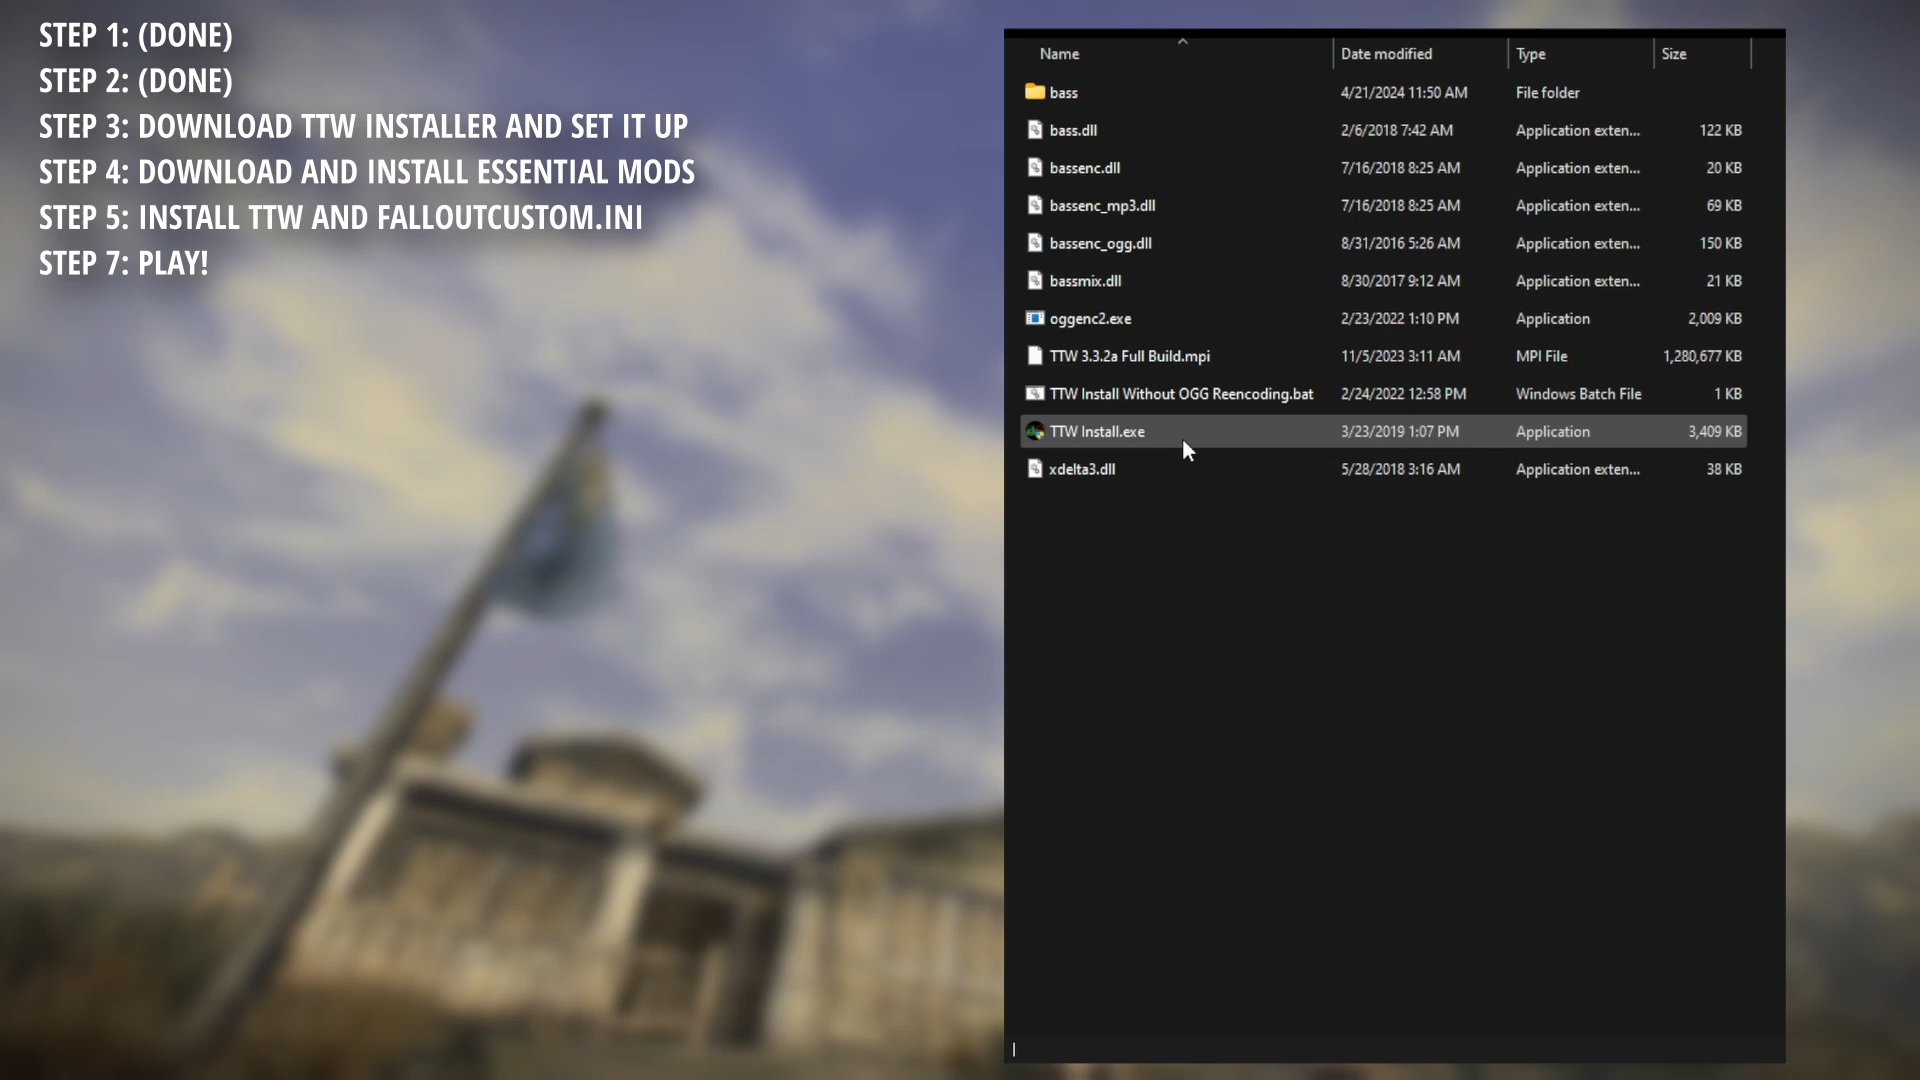 STEP 1: (DONE)
STEP 2: (DONE)
STEP 3: DOWNLOAD TTW INSTALLER AND SET IT UP
STEP 4: DOWNLOAD AND INSTALL ESSENTIAL MODS
STEP 5: INSTALL TTW AND FALLOUTCUSTOM.INI
STEP 7: PLAY!
Name Date modified Type Size
bass 4/21/2024 11:50 AM File folder
bass.dll 2/6/2018 7:42 AM Application exten... 122 KB
bassenc.dll 7/16/2018 8:25 AM Application exten... 20 KB
bassenc_mp3.dll 7/16/2018 8:25 AM Application exten... 69 KB
bassenc_ogg.dll 8/31/2016 5:26 AM Application exten... 150 KB
bassmix.dll 8/30/2017 9:12 AM Application exten... 21 KB
oggenc2.exe 2/23/2022 1:10 PM Application 2,009 KB
TTW 3.3.2a Full Build.mpi 11/5/2023 3:11 AM MPI File 1,280,677 KB
TTW Install Without OGG Reencoding.bat 2/24/2022 12:58 PM Windows Batch File 1 KB
TTW Install.exe 3/23/2019 1:07 PM Application 3,409 KB
xdelta3.dll 5/28/2018 3:16 AM Application exten... 38 KB